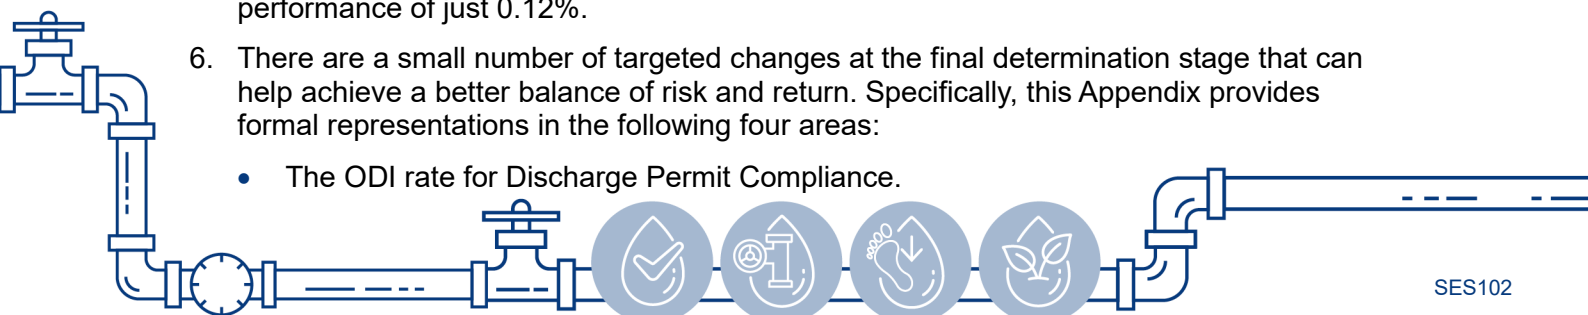 performance of just 0.12%.
6. There are a small number of targeted changes at the final determination stage that can
help achieve a better balance of risk and return. Specifically, this Appendix provides
formal representations in the following four areas:
• The ODI rate for Discharge Permit Compliance.
SES102